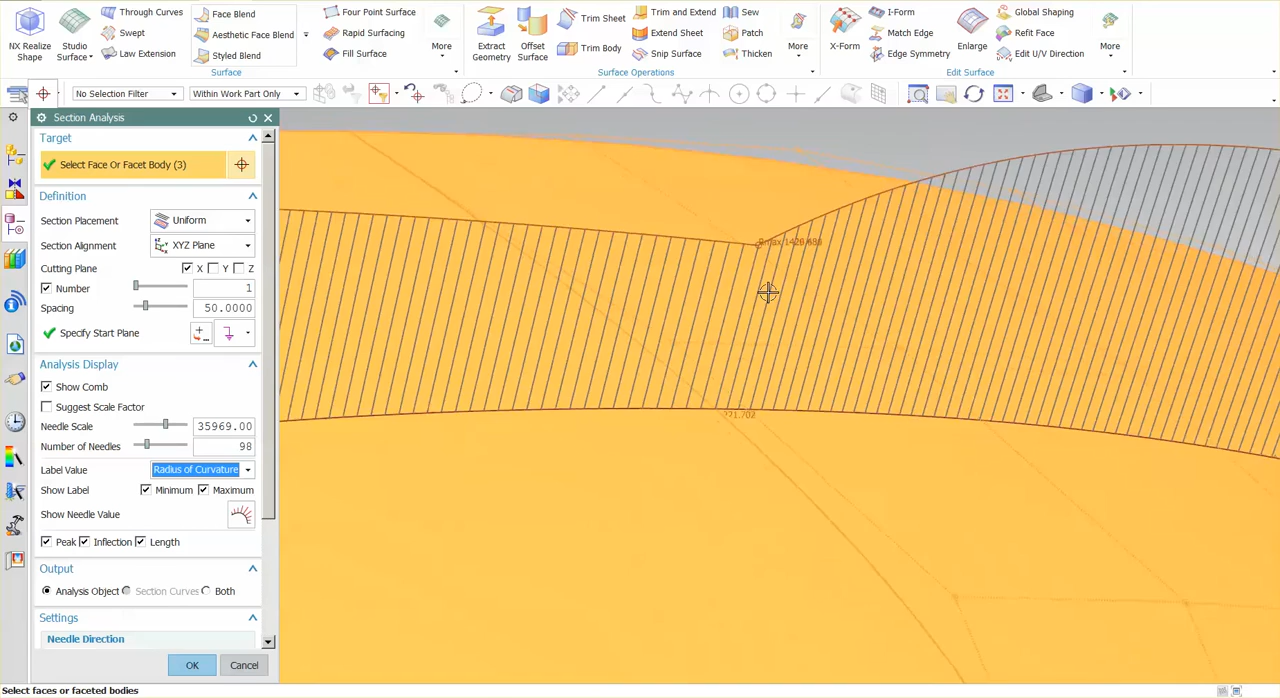 Through Curves
Face Blend
Four Point Surface
Trim Sheet
Trim and Extend
Sew
I-Form
Global Shaping
Swept
Aesthetic Face Blend
Rapid Surfacing
Extend Sheet
Patch
Match Edge
Refit Face
NX Realize Shape
Studio Surface
Law Extension
Styled Blend
Fill Surface
More
Extract Geometry
Offset Surface
Trim Body
Snip Surface
Thicken
More
X-Form
Edge Symmetry
Enlarge
Edit U/V Direction
More
Surface
Surface Operations
Edit Surface
No Selection Filter
Within Work Part Only
Section Analysis
Target
Select Face Or Facet Body (3)
Definition
Section Placement
Uniform
Section Alignment
XYZ Plane
Cutting Plane
X
Y
Z
Number
1
Spacing
50.0000
Specify Start Plane
Analysis Display
Show Comb
Suggest Scale Factor
Needle Scale
35969.00
Number of Needles
98
Label Value
Radius of Curvature
Show Label
Minimum
Maximum
Show Needle Value
Peak
Inflection
Length
Output
Analysis Object
Section Curves
Both
Settings
Needle Direction
OK
Cancel
Select faces or faceted bodies